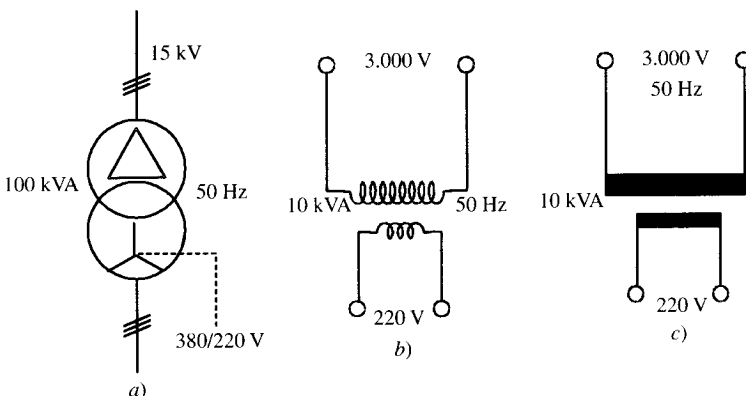 15 kV
100 kVA
50 Hz
380/220 V
a)
3.000 V
10 kVA
50 Hz
220 V
b)
3.000 V
50 Hz
10 kVA
220 V
c)